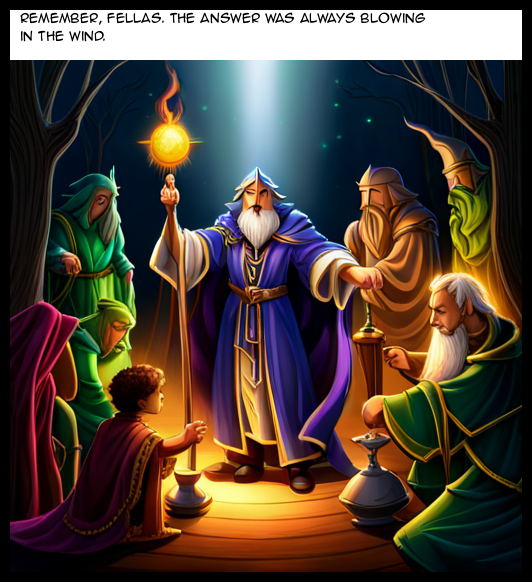 REMEMBER, FELLAS. THE ANSWER WAS ALWAYS BLOWING
IN THE WIND.